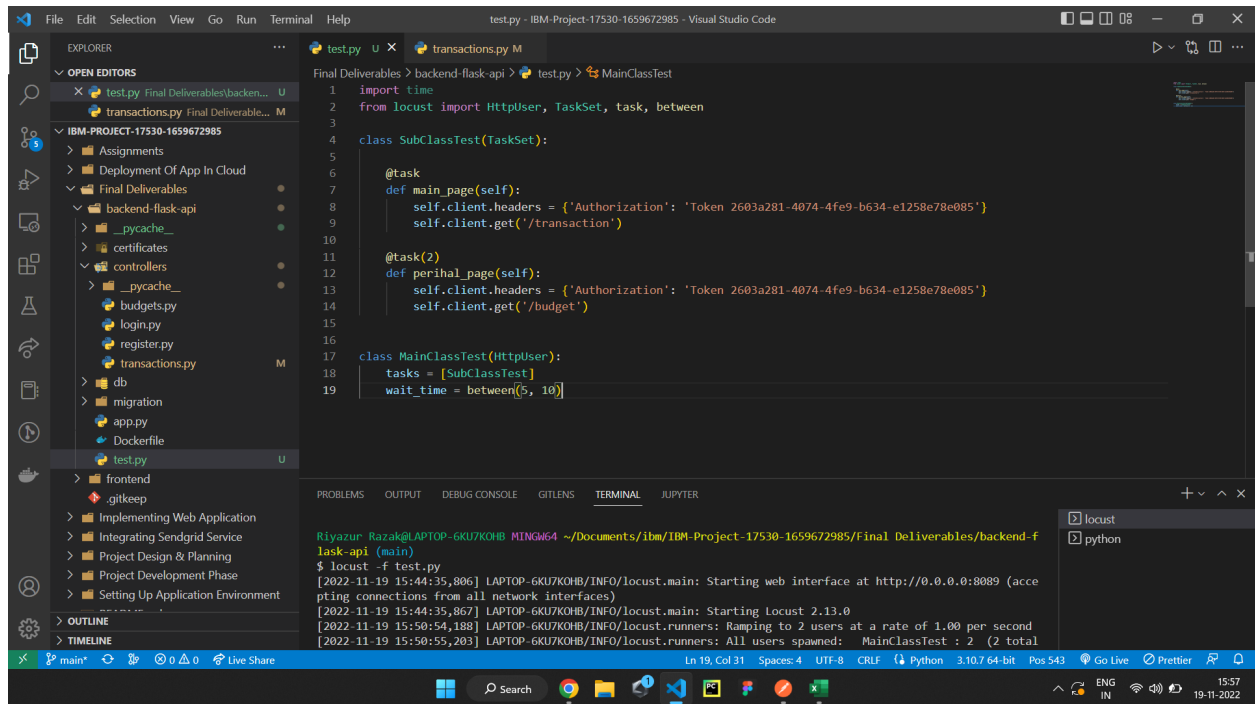 File Edit Selection View Go Run Terminal Help test.py - IBM-Project-17530-1659672985 - Visual Studio Code
EXPLORER
OPEN EDITORS
test.py Final Deliverables\backen... U
transactions.py Final Deliverable... M
IBM-PROJECT-17530-1659672985
Assignments
Deployment Of App In Cloud
Final Deliverables
backend-flask-api
__pycache__
certificates
controllers
__pycache__
budgets.py
login.py
register.py
transactions.py M
db
migration
app.py
Dockerfile
test.py U
frontend
.gitkeep
Implementing Web Application
Integrating Sendgrid Service
Project Design & Planning
Project Development Phase
Setting Up Application Environment
OUTLINE
TIMELINE
test.py U transactions.py M
Final Deliverables > backend-flask-api > test.py > MainClassTest
1 import time
2 from locust import HttpUser, TaskSet, task, between
3
4 class SubClassTest(TaskSet):
5
6 @task
7 def main_page(self):
8 self.client.headers = {'Authorization': 'Token 2603a281-4074-4fe9-b634-e1258e78e085'}
9 self.client.get('/transaction')
10
11 @task(2)
12 def perihal_page(self):
13 self.client.headers = {'Authorization': 'Token 2603a281-4074-4fe9-b634-e1258e78e085'}
14 self.client.get('/budget')
15
16
17 class MainClassTest(HttpUser):
18 tasks = [SubClassTest]
19 wait_time = between(5, 10)
PROBLEMS OUTPUT DEBUG CONSOLE GITLENS TERMINAL JUPYTER
Riyazur Razak@LAPTOP-6KU7KOHB MINGW64 ~/Documents/ibm/IBM-Project-17530-1659672985/Final Deliverables/backend-f
lask-api (main)
$ locust -f test.py
[2022-11-19 15:44:35,806] LAPTOP-6KU7KOHB/INFO/locust.main: Starting web interface at http://0.0.0.0:8089 (acce
pting connections from all network interfaces)
[2022-11-19 15:44:35,867] LAPTOP-6KU7KOHB/INFO/locust.main: Starting Locust 2.13.0
[2022-11-19 15:50:54,188] LAPTOP-6KU7KOHB/INFO/locust.runners: Ramping to 2 users at a rate of 1.00 per second
[2022-11-19 15:50:55,203] LAPTOP-6KU7KOHB/INFO/locust.runners: All users spawned: MainClassTest : 2 (2 total
locust
python
main* 0 0 Live Share Ln 19, Col 31 Spaces: 4 UTF-8 CRLF Python 3.10.7 64-bit Pos 543 Go Live Prettier
Search
ENG
IN
15:57
19-11-2022